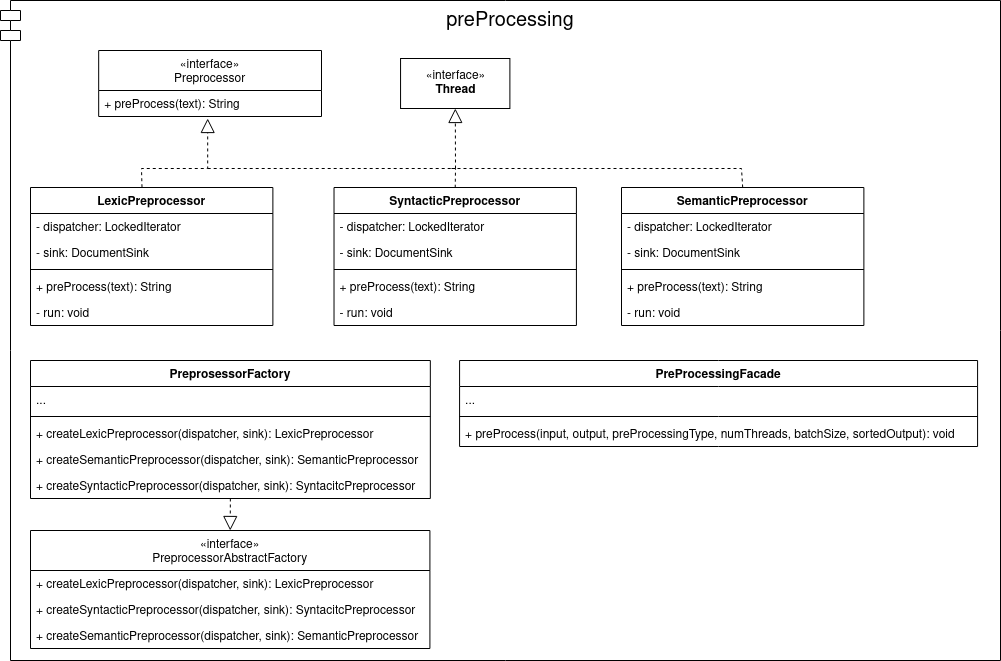 preProcessing
«interface»
Preprocessor
+ preProcess(text): String
«interface»
Thread
LexicPreprocessor
- dispatcher: LockedIterator
- sink: DocumentSink
+ preProcess(text): String
- run: void
SyntacticPreprocessor
- dispatcher: LockedIterator
- sink: DocumentSink
+ preProcess(text): String
- run: void
SemanticPreprocessor
- dispatcher: LockedIterator
- sink: DocumentSink
+ preProcess(text): String
- run: void
PreprosessorFactory
...
+ createLexicPreprocessor(dispatcher, sink): LexicPreprocessor
+ createSemanticPreprocessor(dispatcher, sink): SemanticPreprocessor
+ createSyntacticPreprocessor(dispatcher, sink): SyntacitcPreprocessor
PreProcessingFacade
...
+ preProcess(input, output, preProcessingType, numThreads, batchSize, sortedOutput): void
«interface»
PreprocessorAbstractFactory
+ createLexicPreprocessor(dispatcher, sink): LexicPreprocessor
+ createSyntacticPreprocessor(dispatcher, sink): SyntacitcPreprocessor
+ createSemanticPreprocessor(dispatcher, sink): SemanticPreprocessor